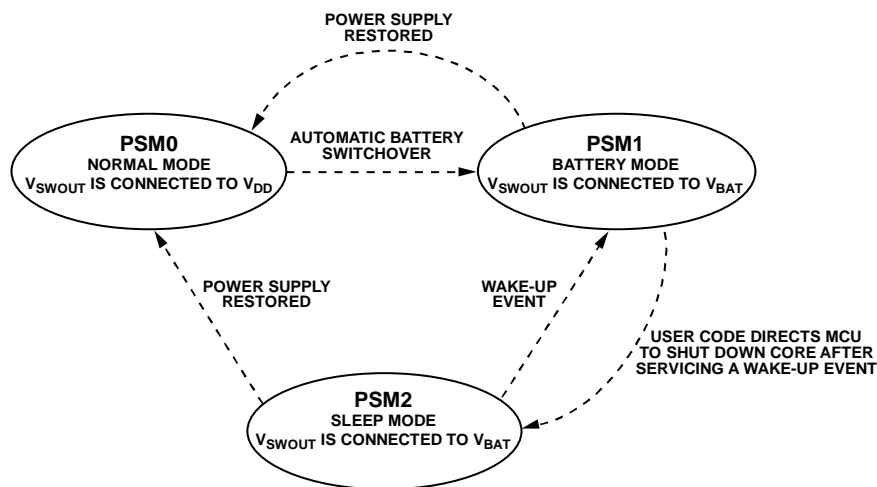 POWER SUPPLY
RESTORED
PSM0
NORMAL MODE
VSWOUT IS CONNECTED TO VDD
AUTOMATIC BATTERY
SWITCHOVER
PSM1
BATTERY MODE
VSWOUT IS CONNECTED TO VBAT
POWER SUPPLY
RESTORED
WAKE-UP
EVENT
USER CODE DIRECTS MCU
TO SHUT DOWN CORE AFTER
SERVICING A WAKE-UP EVENT
PSM2
SLEEP MODE
VSWOUT IS CONNECTED TO VBAT